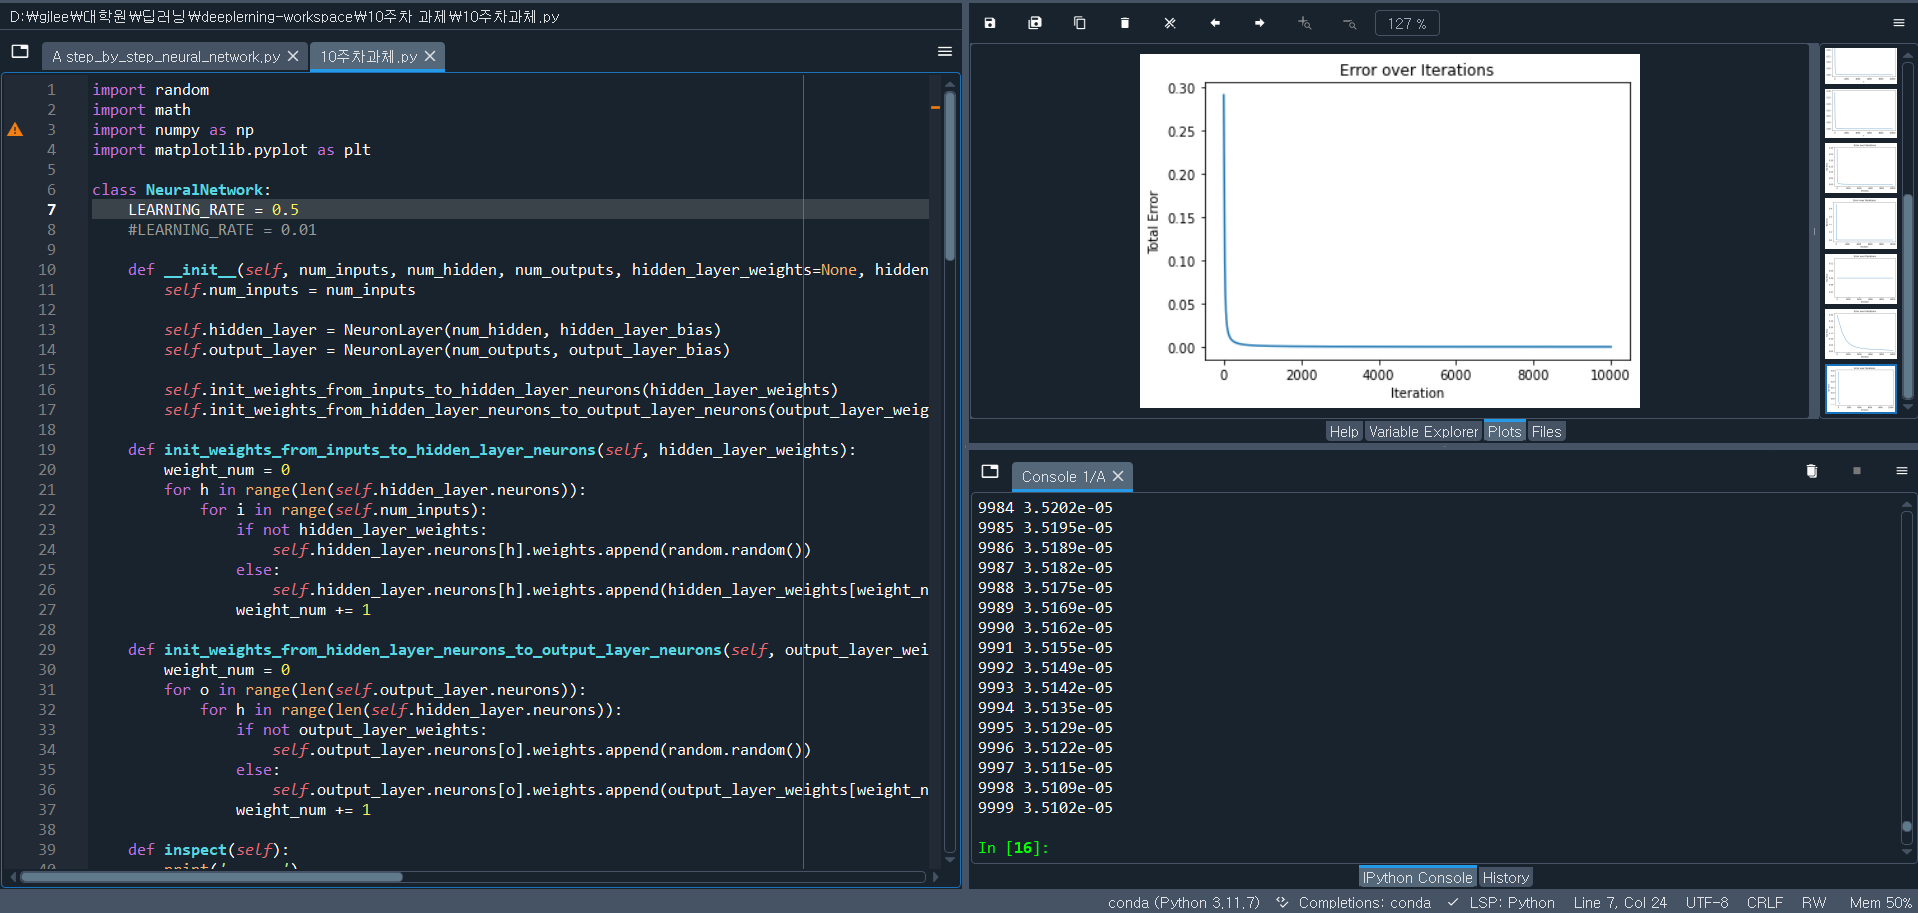 D:\gilee\대학원\딥러닝\deeplerning-workspace\10주차 과제\10주차과제.py
A step_by_step_neural_network.py
10주차과제.py
1 import random
2 import math
3 import numpy as np
4 import matplotlib.pyplot as plt
5
6 class NeuralNetwork:
7     LEARNING_RATE = 0.5
8     #LEARNING_RATE = 0.01
9
10     def __init__(self, num_inputs, num_hidden, num_outputs, hidden_layer_weights=None, hidden
11         self.num_inputs = num_inputs
12
13         self.hidden_layer = NeuronLayer(num_hidden, hidden_layer_bias)
14         self.output_layer = NeuronLayer(num_outputs, output_layer_bias)
15
16         self.init_weights_from_inputs_to_hidden_layer_neurons(hidden_layer_weights)
17         self.init_weights_from_hidden_layer_neurons_to_output_layer_neurons(output_layer_weig
18
19     def init_weights_from_inputs_to_hidden_layer_neurons(self, hidden_layer_weights):
20         weight_num = 0
21         for h in range(len(self.hidden_layer.neurons)):
22             for i in range(self.num_inputs):
23                 if not hidden_layer_weights:
24                     self.hidden_layer.neurons[h].weights.append(random.random())
25                 else:
26                     self.hidden_layer.neurons[h].weights.append(hidden_layer_weights[weight_n
27                 weight_num += 1
28
29     def init_weights_from_hidden_layer_neurons_to_output_layer_neurons(self, output_layer_wei
30         weight_num = 0
31         for o in range(len(self.output_layer.neurons)):
32             for h in range(len(self.hidden_layer.neurons)):
33                 if not output_layer_weights:
34                     self.output_layer.neurons[o].weights.append(random.random())
35                 else:
36                     self.output_layer.neurons[o].weights.append(output_layer_weights[weight_n
37                 weight_num += 1
38
39     def inspect(self):
127 %
Error over Iterations
Total Error
0.30
0.25
0.20
0.15
0.10
0.05
0.00
0 2000 4000 6000 8000 10000
Iteration
Help Variable Explorer Plots Files
Console 1/A
9984 3.5202e-05
9985 3.5195e-05
9986 3.5189e-05
9987 3.5182e-05
9988 3.5175e-05
9989 3.5169e-05
9990 3.5162e-05
9991 3.5155e-05
9992 3.5149e-05
9993 3.5142e-05
9994 3.5135e-05
9995 3.5129e-05
9996 3.5122e-05
9997 3.5115e-05
9998 3.5109e-05
9999 3.5102e-05
In [16]:
IPython Console History
conda (Python 3.11.7) Completions: conda LSP: Python Line 7, Col 24 UTF-8 CRLF RW Mem 50%